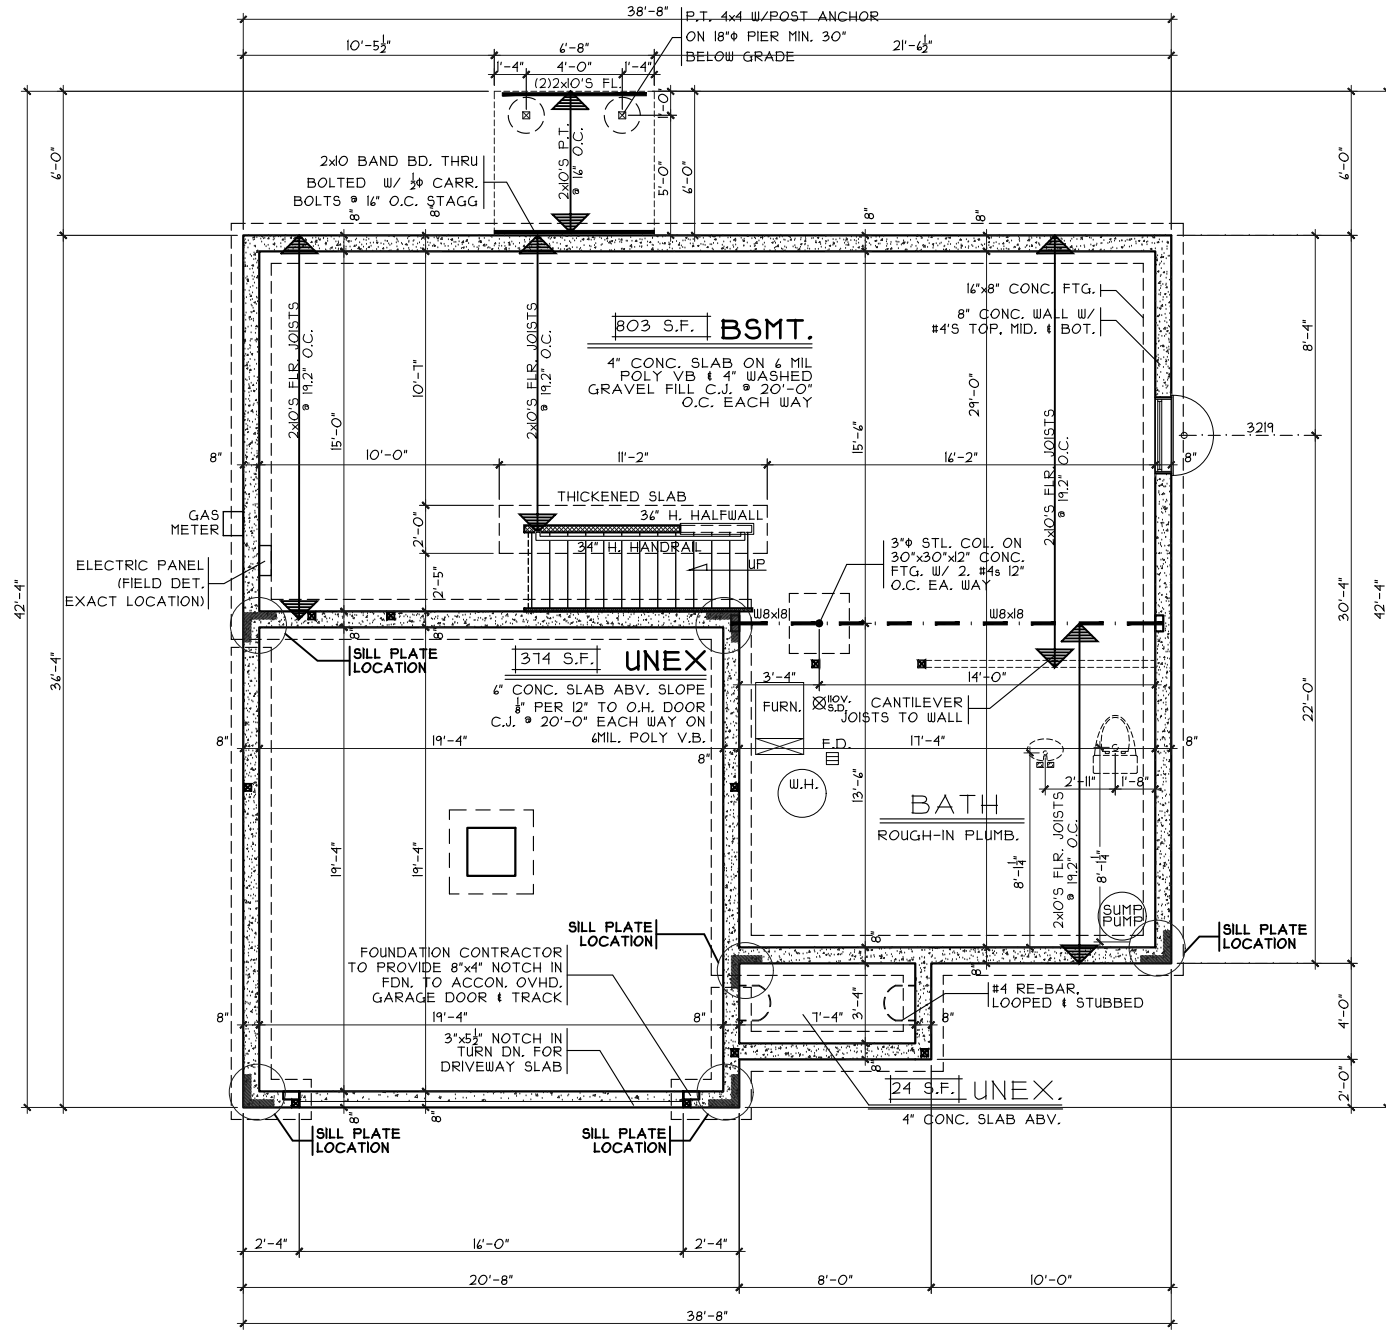 38'-8"
P.T. 4x4 W/POST ANCHOR
ON 18"Φ PIER MIN. 30"
BELOW GRADE
10'-5½"
6'-8"
21'-6½"
1'-4"
4'-0"
1'-4"
(2)2x10'S FL.
1'-0"
2x10'S P.T.
@ 16" O.C.
5'-0"
6'-0"
6'-0"
6'-0"
2x10 BAND BD. THRU
BOLTED W/ ½Φ CARR.
BOLTS @ 16" O.C. STAGG
8"
8"
8"
8"
16"x8" CONC. FTG.
8" CONC. WALL W/
#4'S TOP, MID. & BOT.
803 S.F.
BSMT.
4" CONC. SLAB ON 6 MIL
POLY VB & 4" WASHED
GRAVEL FILL C.J. @ 20'-0"
O.C. EACH WAY
2x10'S FLR. JOISTS
@ 19.2" O.C.
2x10'S FLR. JOISTS
@ 19.2" O.C.
2x10'S FLR. JOISTS
@ 19.2" O.C.
15'-0"
10'-7"
15'-6"
29'-0"
8'-4"
3219
8"
10'-0"
11'-2"
16'-2"
8"
THICKENED SLAB
36" H. HALFWALL
34" H. HANDRAIL
UP
2'-0"
2'-5"
GAS
METER
ELECTRIC PANEL
(FIELD DET.
EXACT LOCATION)
3"Φ STL. COL. ON
30"x30"x12" CONC.
FTG. W/ 2. #4s 12"
O.C. EA. WAY
W8x18
W8x18
42'-4"
36'-4"
30'-4"
42'-4"
22'-0"
8"
8"
SILL PLATE
LOCATION
374 S.F.
UNEX
6" CONC. SLAB ABV. SLOPE
⅛" PER 12" TO O.H. DOOR
C.J. @ 20'-0" EACH WAY ON
6MIL. POLY V.B.
3'-4"
14'-0"
FURN.
110V.
S.D.
CANTILEVER
JOISTS TO WALL
F.D.
W.H.
8"
19'-4"
8"
17'-4"
8"
2'-11"
1'-8"
13'-6"
BATH
ROUGH-IN PLUMB.
19'-4"
19'-4"
2x10'S FLR. JOISTS
@ 19.2" O.C.
SUMP
PUMP
SILL PLATE
LOCATION
SILL PLATE
LOCATION
8"
8"
FOUNDATION CONTRACTOR
TO PROVIDE 8"x4" NOTCH IN
FDN. TO ACCON. OVHD.
GARAGE DOOR & TRACK
#4 RE-BAR,
LOOPED & STUBBED
8"
19'-4"
8"
7'-4"
3'-4"
8"
4'-0"
3"x5½" NOTCH IN
TURN DN. FOR
DRIVEWAY SLAB
8"
24 S.F.
UNEX.
4" CONC. SLAB ABV.
2'-0"
8"
8"
SILL PLATE
LOCATION
SILL PLATE
LOCATION
2'-4"
16'-0"
2'-4"
20'-8"
8'-0"
10'-0"
38'-8"